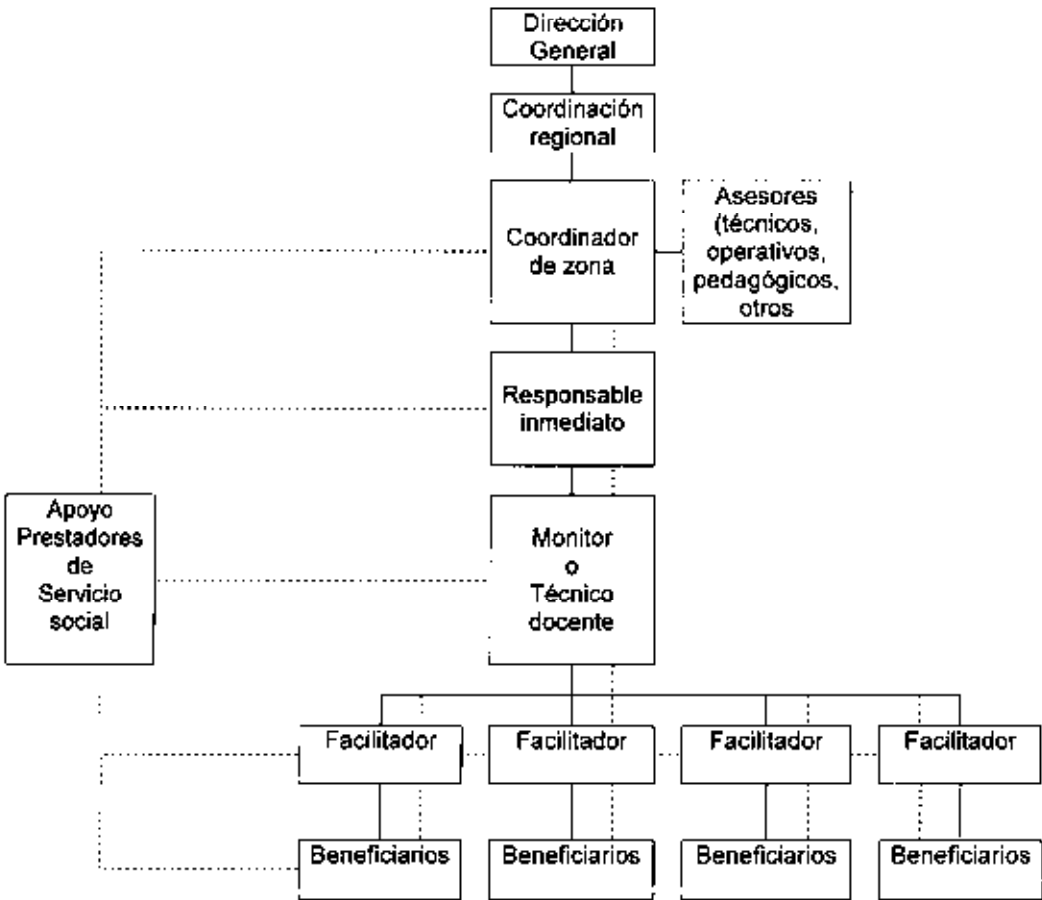 Dirección
General
Coordinación
regional
Coordinador
de zona
Asesores
(técnicos,
operativos,
pedagógicos,
otros
Responsable
inmediato
Apoyo
Prestadores
de
Servicio
social
Monitor
o
Técnico
docente
Facilitador
Facilitador
Facilitador
Facilitador
Beneficiarios
Beneficiarios
Beneficiarios
Beneficiarios